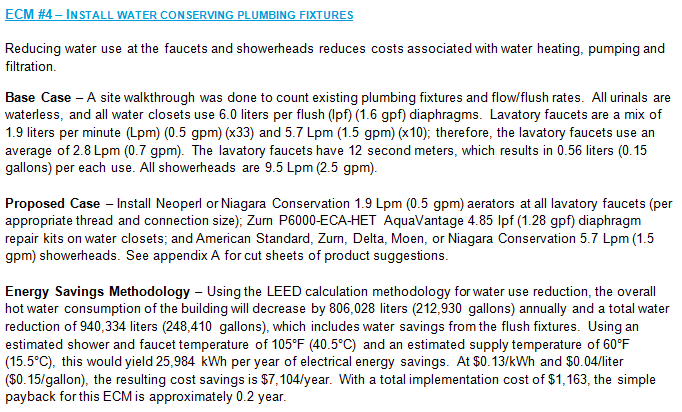 ECM #4 – INSTALL WATER CONSERVING PLUMBING FIXTURES
Reducing water use at the faucets and showerheads reduces costs associated with water heating, pumping and
filtration.
Base Case – A site walkthrough was done to count existing plumbing fixtures and flow/flush rates. All urinals are
waterless, and all water closets use 6.0 liters per flush (lpf) (1.6 gpf) diaphragms. Lavatory faucets are a mix of
1.9 liters per minute (Lpm) (0.5 gpm) (x33) and 5.7 Lpm (1.5 gpm) (x10); therefore, the lavatory faucets use an
average of 2.8 Lpm (0.7 gpm). The lavatory faucets have 12 second meters, which results in 0.56 liters (0.15
gallons) per each use. All showerheads are 9.5 Lpm (2.5 gpm).
Proposed Case – Install Neoperl or Niagara Conservation 1.9 Lpm (0.5 gpm) aerators at all lavatory faucets (per
appropriate thread and connection size); Zurn P6000-ECA-HET AquaVantage 4.85 lpf (1.28 gpf) diaphragm
repair kits on water closets; and American Standard, Zurn, Delta, Moen, or Niagara Conservation 5.7 Lpm (1.5
gpm) showerheads. See appendix A for cut sheets of product suggestions.
Energy Savings Methodology – Using the LEED calculation methodology for water use reduction, the overall
hot water consumption of the building will decrease by 806,028 liters (212,930 gallons) annually and a total water
reduction of 940,334 liters (248,410 gallons), which includes water savings from the flush fixtures. Using an
estimated shower and faucet temperature of 105°F (40.5°C) and an estimated supply temperature of 60°F
(15.5°C), this would yield 25,984 kWh per year of electrical energy savings. At $0.13/kWh and $0.04/liter
($0.15/gallon), the resulting cost savings is $7,104/year. With a total implementation cost of $1,163, the simple
payback for this ECM is approximately 0.2 year.